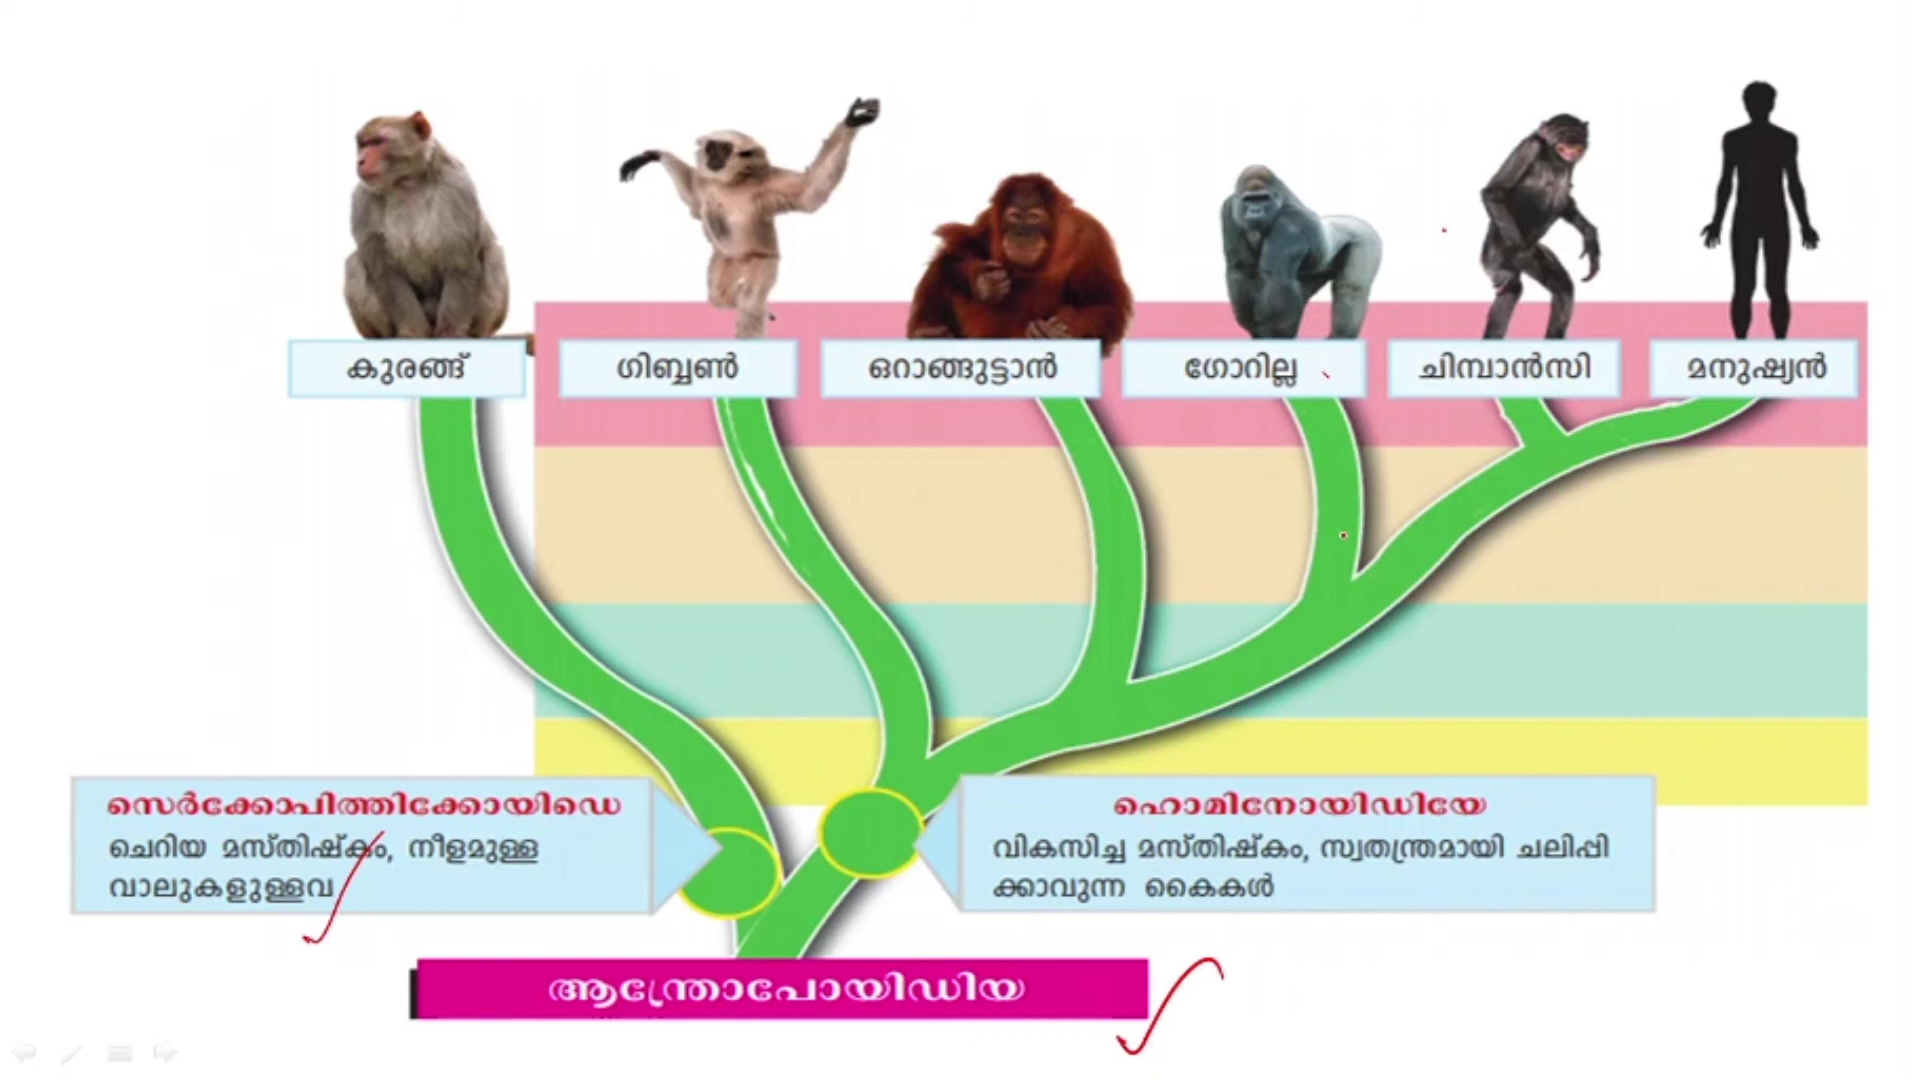 കുരങ്ങ്
ഗിബ്ബൺ
ഒറാങ്ങുട്ടാൻ
ഗോറില്ല
ചിമ്പാൻസി
മനുഷ്യൻ
സെർക്കോപിത്തിക്കോയിഡെ
ചെറിയ മസ്തിഷ്കം, നീളമുള്ള
വാലുകളുള്ളവ
ഹൊമിനോയിഡിയേ
വികസിച്ച മസ്തിഷ്കം, സ്വതന്ത്രമായി ചലിപ്പി
ക്കാവുന്ന കൈകൾ
ആന്ത്രോപോയിഡിയ